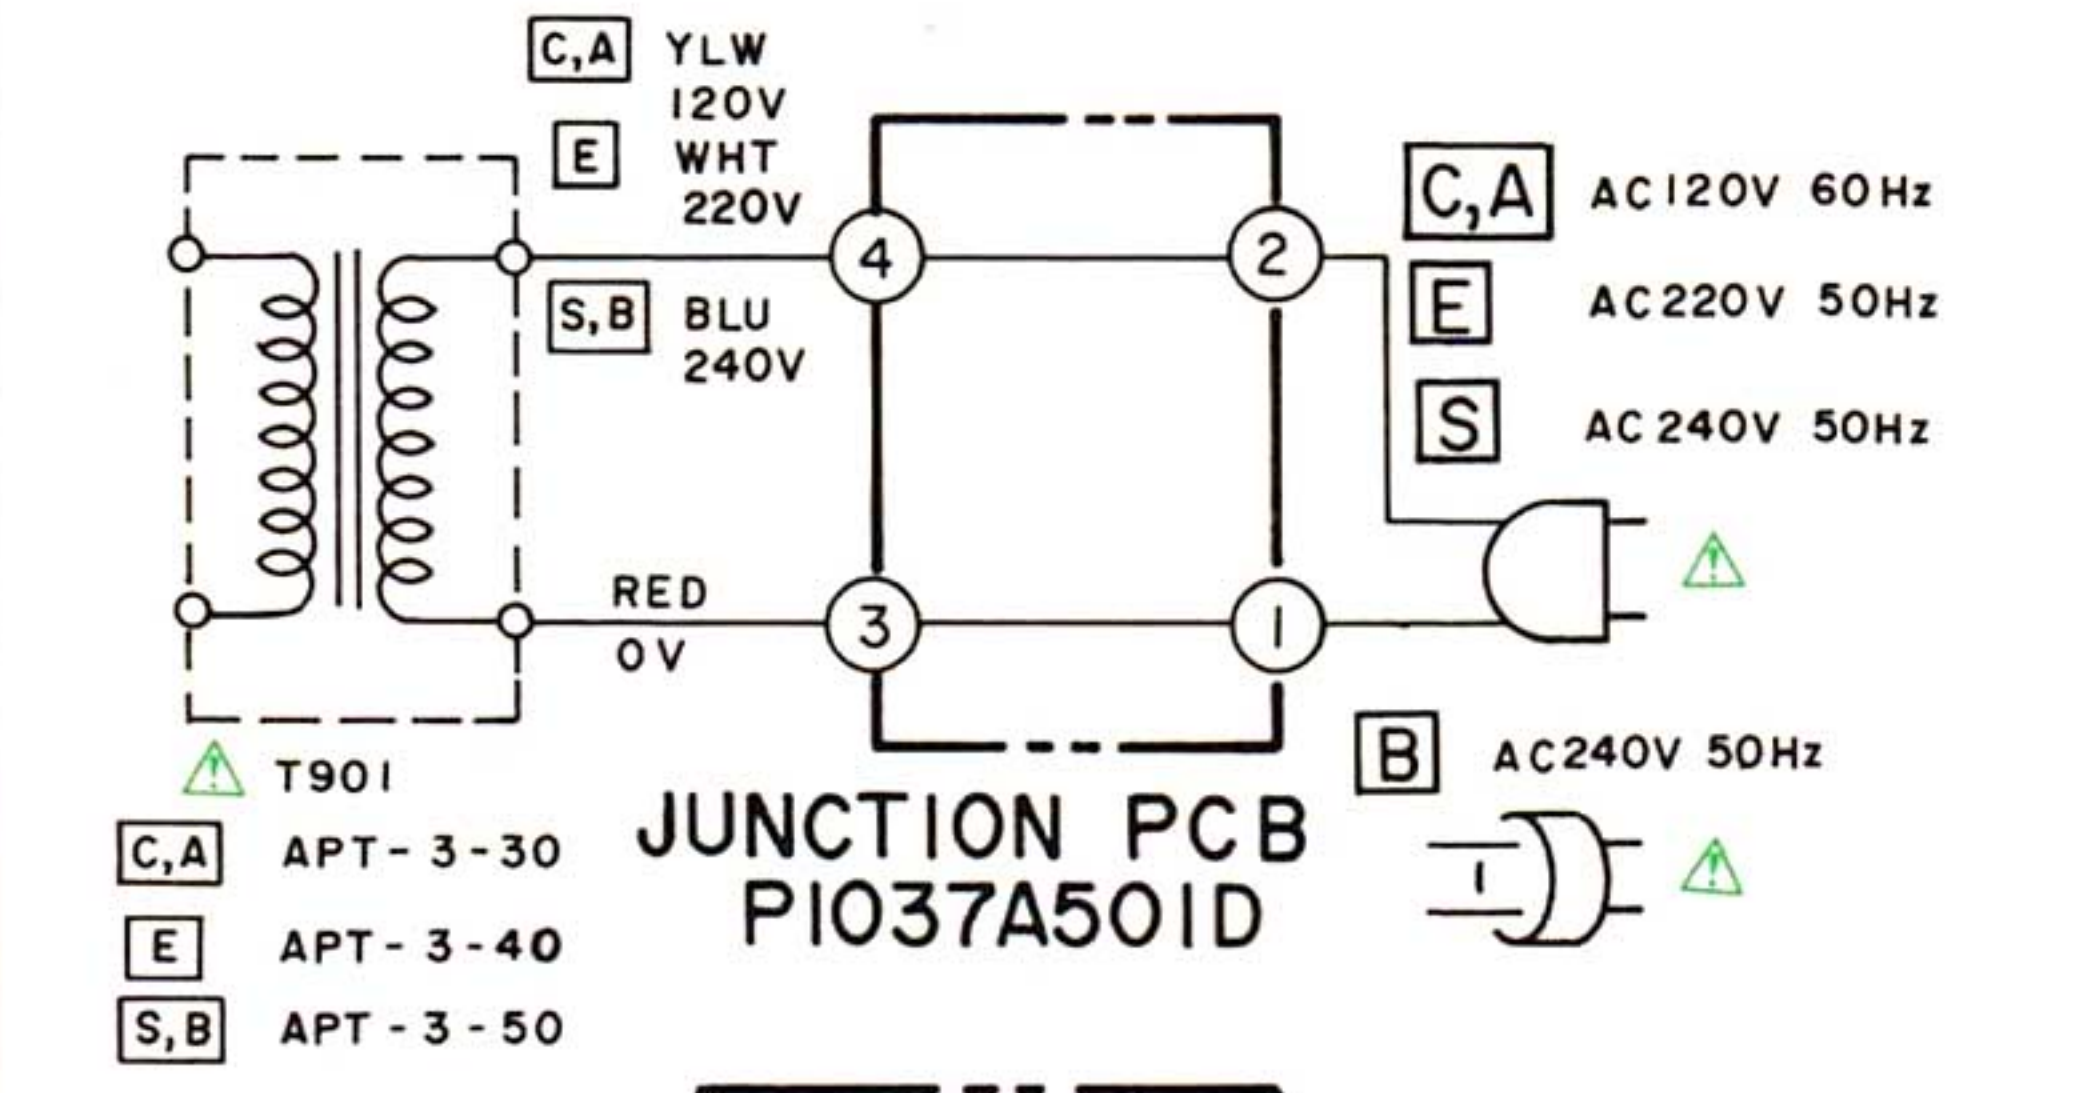 C,A YLW
120V
E WHT
220V
S,B BLU
240V
4
2
3
1
RED
0V
C,A AC120V 60Hz
E AC220V 50Hz
S AC240V 50Hz
!
B AC240V 50Hz
!
! T901
C,A APT-3-30
E APT-3-40
S,B APT-3-50
JUNCTION PCB
P1037A501D